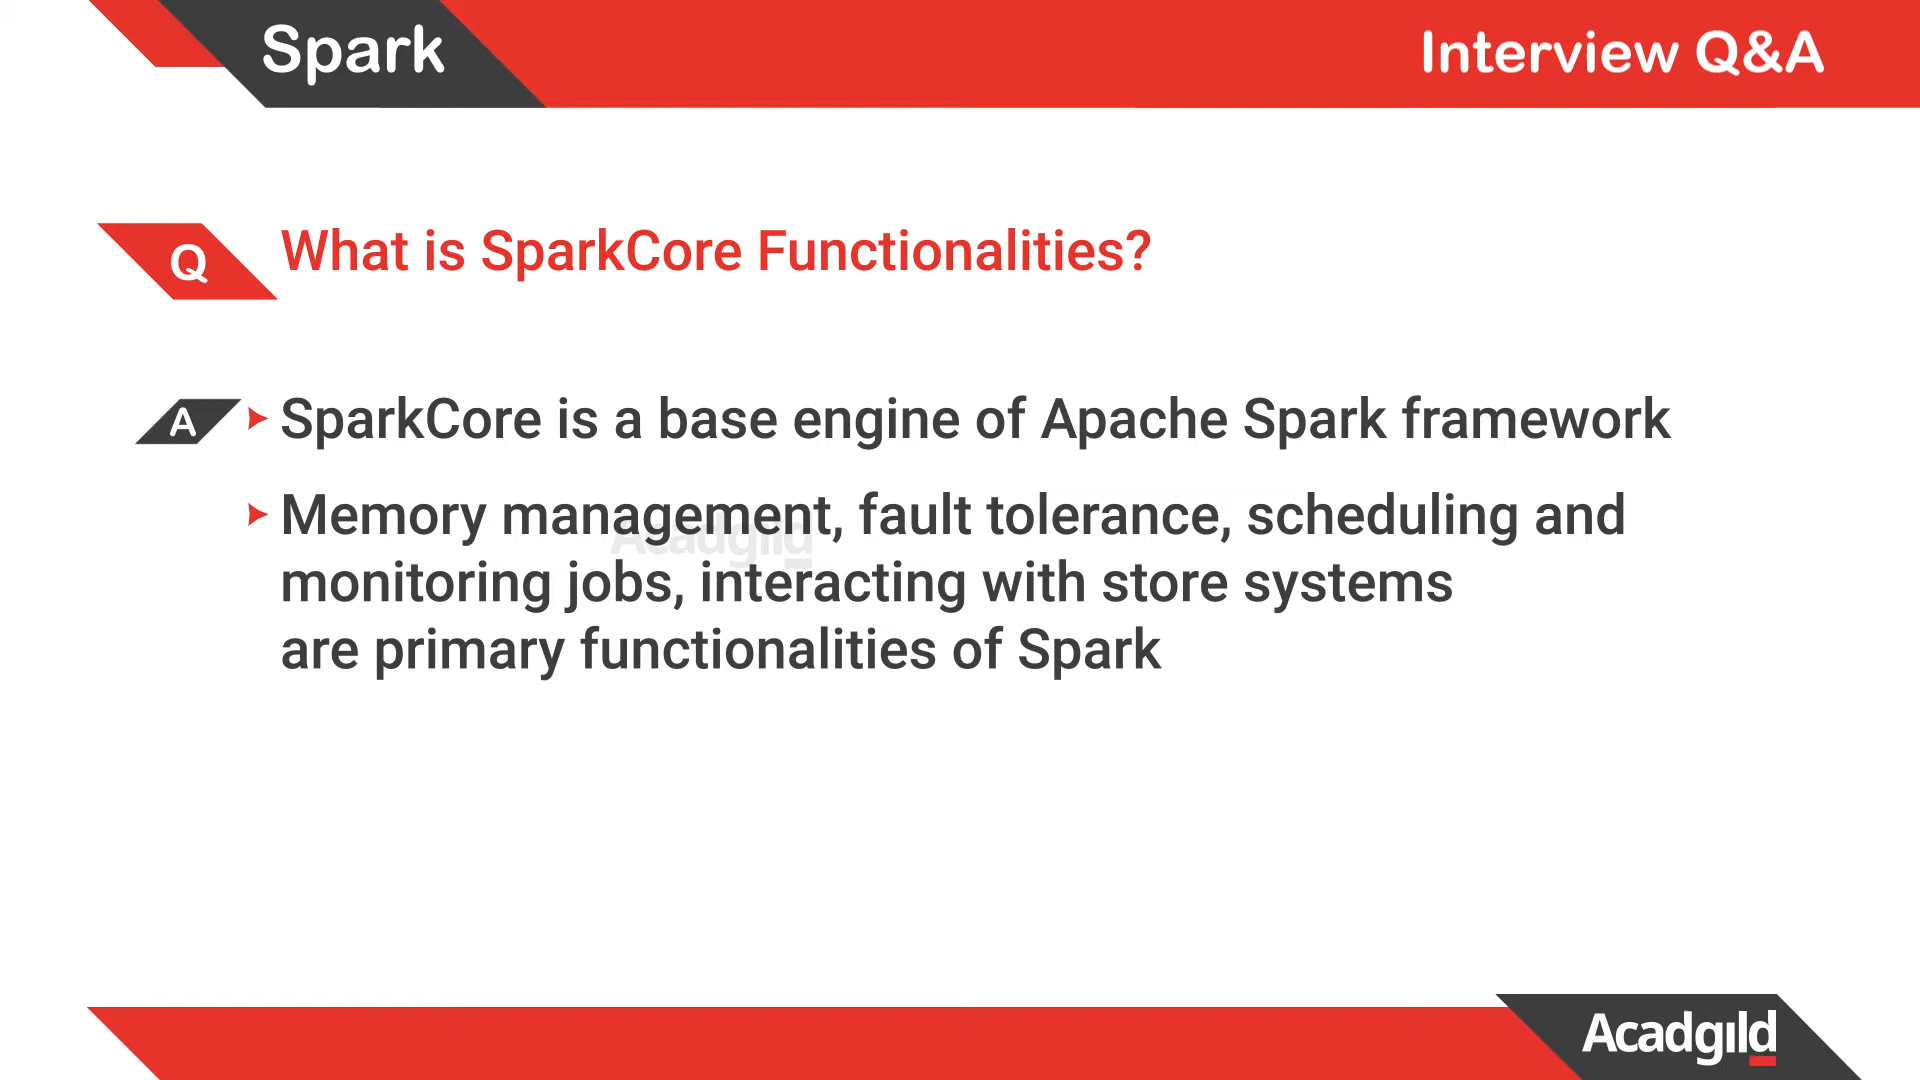 Spark
Interview Q&A
Q
What is SparkCore Functionalities?
A
SparkCore is a base engine of Apache Spark framework
Memory management, fault tolerance, scheduling and
monitoring jobs, interacting with store systems
are primary functionalities of Spark
Acadgild
Acadgild